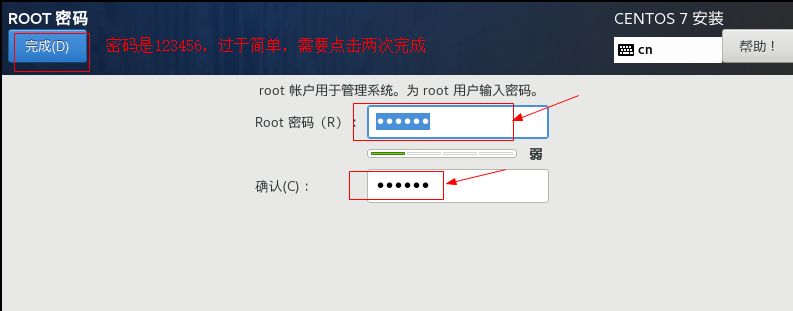 ROOT 密码
CENTOS 7 安装
完成(D)
密码是123456，过于简单，需要点击两次完成
cn
帮助！
root 帐户用于管理系统。为 root 用户输入密码。
Root 密码（R）：
●●●●●●
弱
确认(C)：
●●●●●●